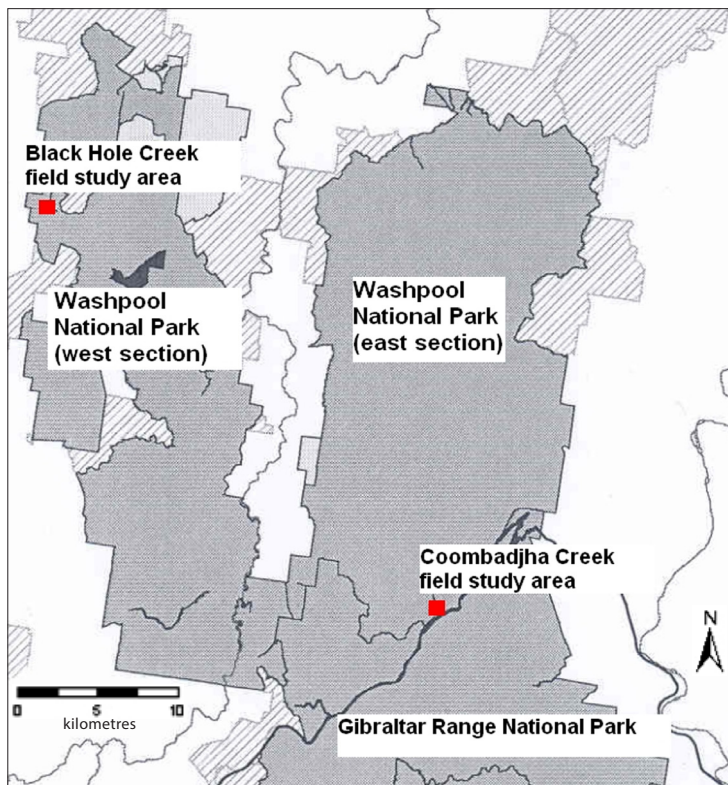 Black Hole Creek
field study area
Washpool
National Park
(west section)
Washpool
National Park
(east section)
Coombadjha Creek
field study area
N
0 5 10
kilometres
Gibraltar Range National Park